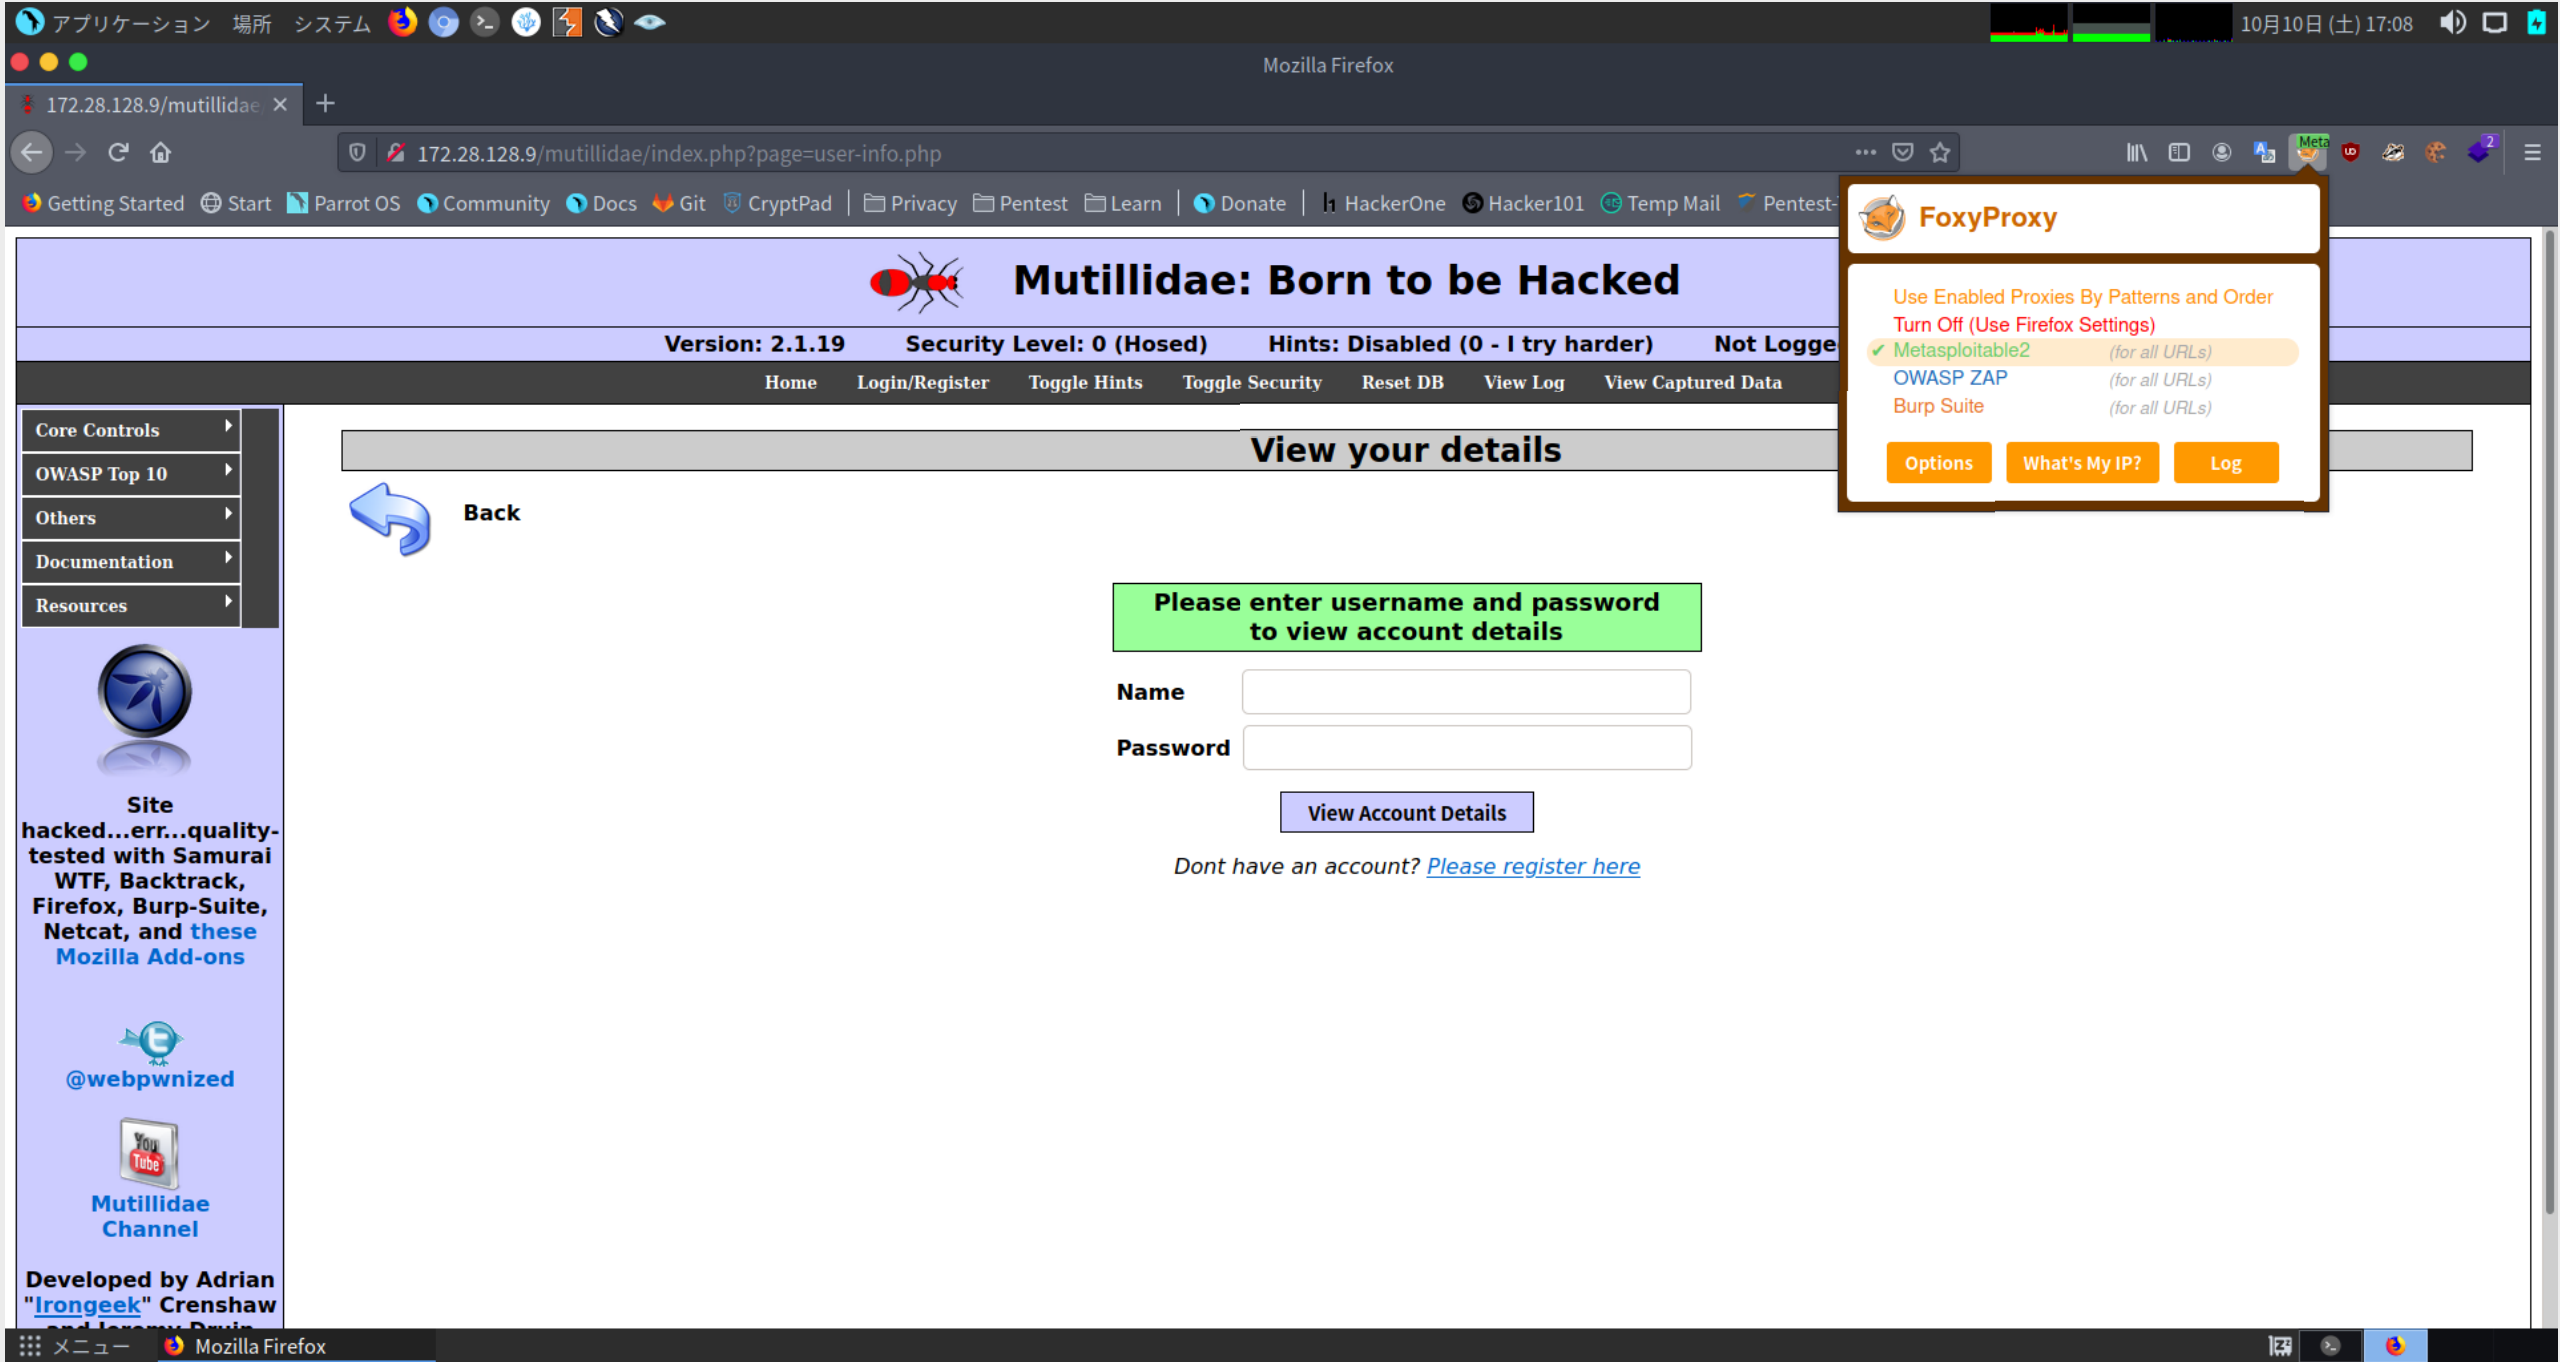 アプリケーション 場所 システム 10月10日 (土) 17:08
Mozilla Firefox
172.28.128.9/mutillidae
172.28.128.9/mutillidae/index.php?page=user-info.php
Meta
2
Getting Started Start Parrot OS Community Docs Git CryptPad Privacy Pentest Learn Donate HackerOne Hacker101 Temp Mail Pentest-
FoxyProxy
Use Enabled Proxies By Patterns and Order
Turn Off (Use Firefox Settings)
✔ Metasploitable2 (for all URLs)
OWASP ZAP (for all URLs)
Burp Suite (for all URLs)
Options What's My IP? Log
Mutillidae: Born to be Hacked
Version: 2.1.19 Security Level: 0 (Hosed) Hints: Disabled (0 - I try harder) Not Logge
Home Login/Register Toggle Hints Toggle Security Reset DB View Log View Captured Data
Core Controls
OWASP Top 10
Others
Documentation
Resources
View your details
Back
Please enter username and password
to view account details
Name
Password
View Account Details
Dont have an account? Please register here
Site
hacked...err...quality-
tested with Samurai
WTF, Backtrack,
Firefox, Burp-Suite,
Netcat, and these
Mozilla Add-ons
@webpwnized
You
Tube
Mutillidae
Channel
Developed by Adrian
"Irongeek" Crenshaw
and Jeremy Druin
メニュー Mozilla Firefox